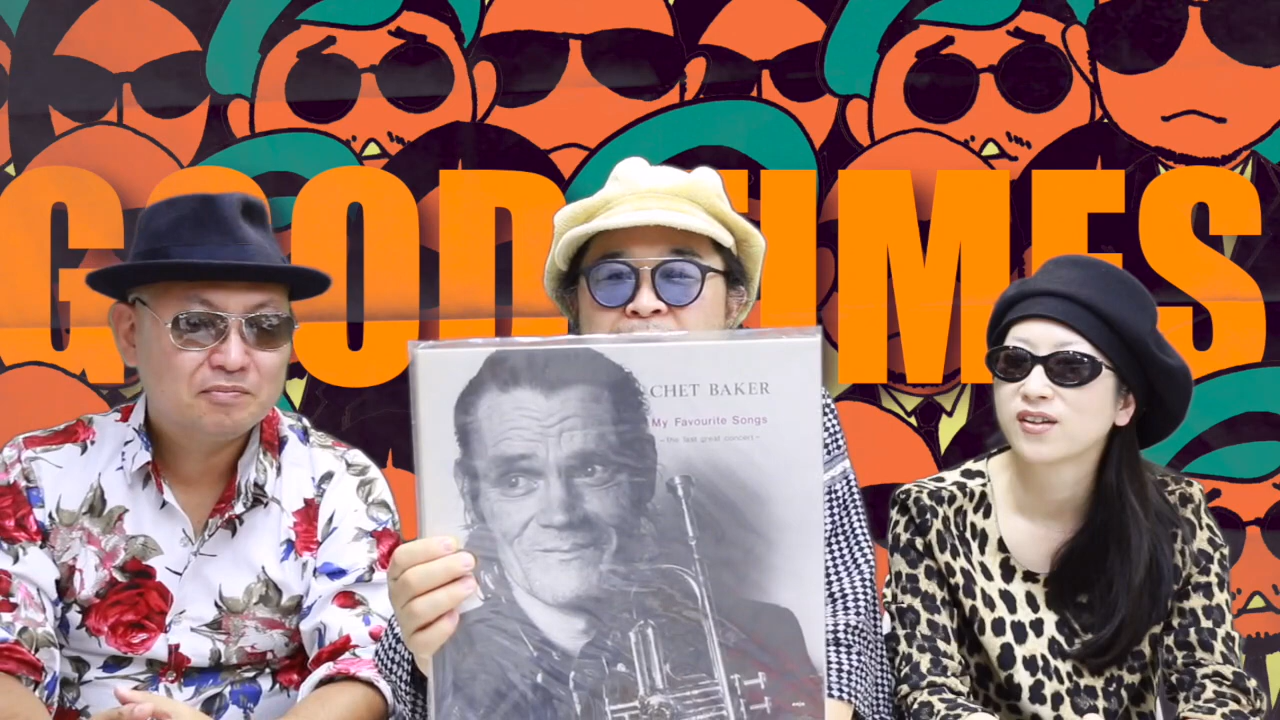 GOOD TIMES
CHET BAKER
My Favourite Songs
- the last great concert -